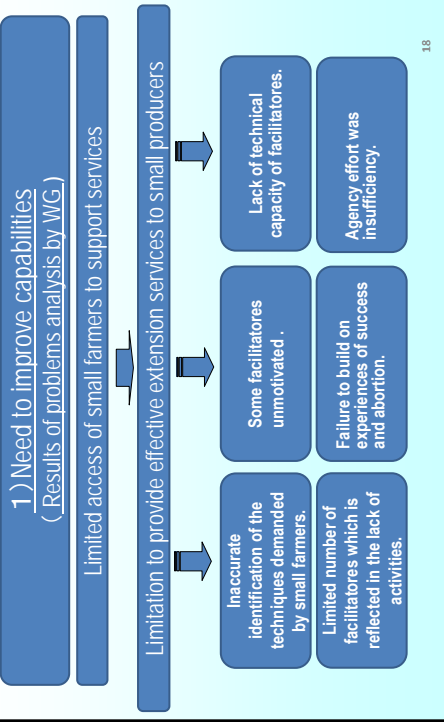 1) Need to improve capabilities
( Results of problems analysis by WG )
Limited access of small farmers to support services
Limitation to provide effective extension services to small producers
Inaccurate
identification of the
techniques demanded
by small farmers.
Some facilitatores
unmotivated .
Lack of technical
capacity of facilitatores.
Limited number of
facilitatores which is
reflected in the lack of
activities.
Failure to build on
experiences of success
and abortion.
Agency effort was
insufficiency.
18